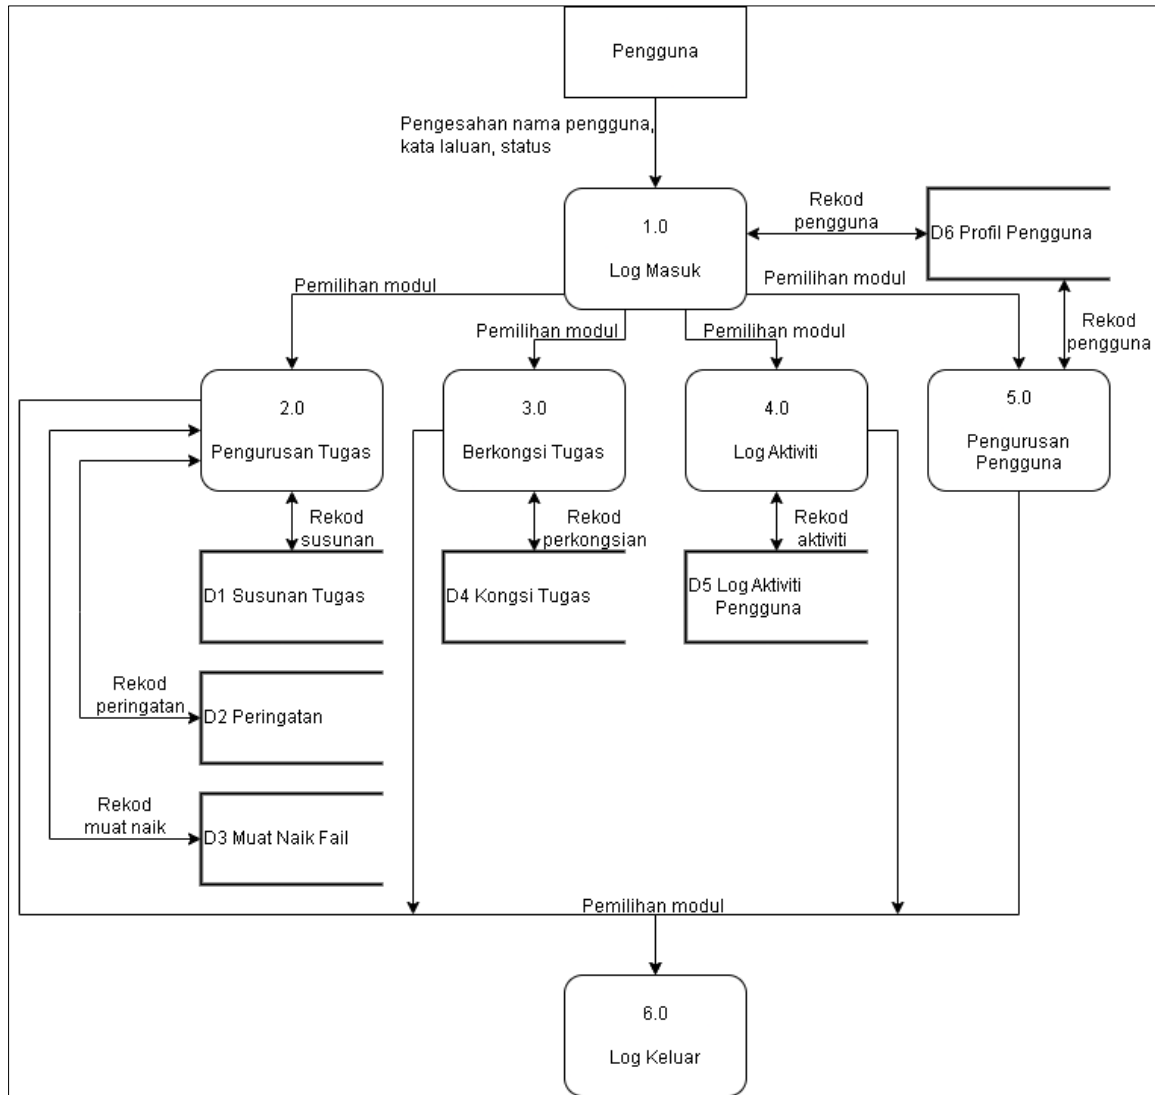 Pengguna
Pengesahan nama pengguna,
kata laluan, status
1.0
Log Masuk
Rekod
pengguna
D6 Profil Pengguna
Pemilihan modul
Pemilihan modul
Pemilihan modul
Pemilihan modul
Rekod
pengguna
2.0
Pengurusan Tugas
3.0
Berkongsi Tugas
4.0
Log Aktiviti
5.0
Pengurusan
Pengguna
Rekod
susunan
Rekod
perkongsian
Rekod
aktiviti
D1 Susunan Tugas
D4 Kongsi Tugas
D5 Log Aktiviti
Pengguna
Rekod
peringatan
D2 Peringatan
Rekod
muat naik
D3 Muat Naik Fail
Pemilihan modul
6.0
Log Keluar